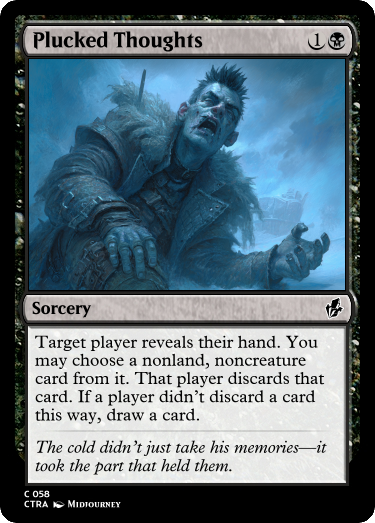 Plucked Thoughts 1
Sorcery
Target player reveals their hand. You
may choose a nonland, noncreature
card from it. That player discards that
card. If a player didn't discard a card
this way, draw a card.
The cold didn't just take his memories—it
took the part that held them.
C 058
CTRA Midjourney